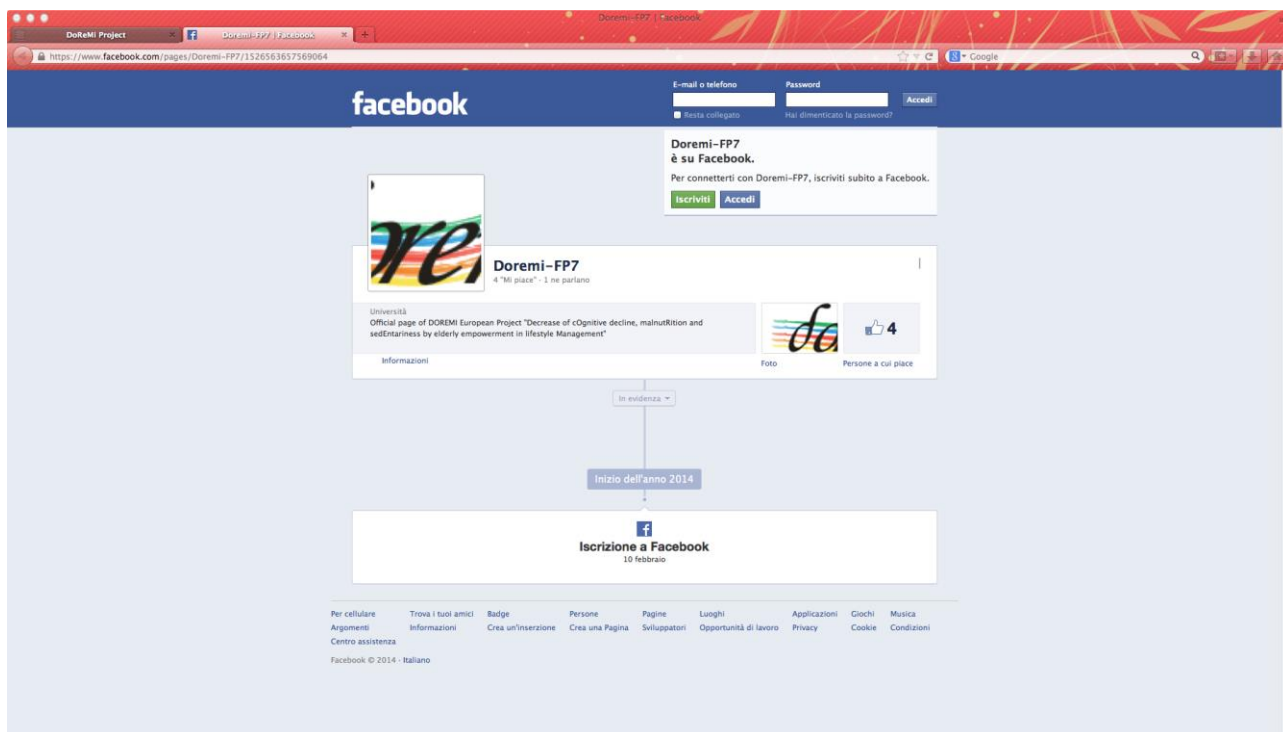 Doremi-FP7 | Facebook
DoReMi Project
Doremi-FP7 | Facebook
https://www.facebook.com/pages/Doremi-FP7/1526563657569064
Google
facebook
E-mail o telefono
Password
Accedi
Resta collegato
Hai dimenticato la password?
Doremi-FP7
è su Facebook.
Per connetterti con Doremi-FP7, iscriviti subito a Facebook.
Iscriviti Accedi
re
Doremi-FP7
4 "Mi piace" · 1 ne parlano
Università
Official page of DOREMI European Project "Decrease of cOgnitive decline, malnutRition and
sedEntariness by elderly empowerment in lifestyle Management"
do
4
Informazioni
Foto
Persone a cui piace
In evidenza
Inizio dell'anno 2014
Iscrizione a Facebook
10 febbraio
Per cellulare Trova i tuoi amici Badge Persone Pagine Luoghi Applicazioni Giochi Musica
Argomenti Informazioni Crea un'inserzione Crea una Pagina Sviluppatori Opportunità di lavoro Privacy Cookie Condizioni
Centro assistenza
Facebook © 2014 · Italiano